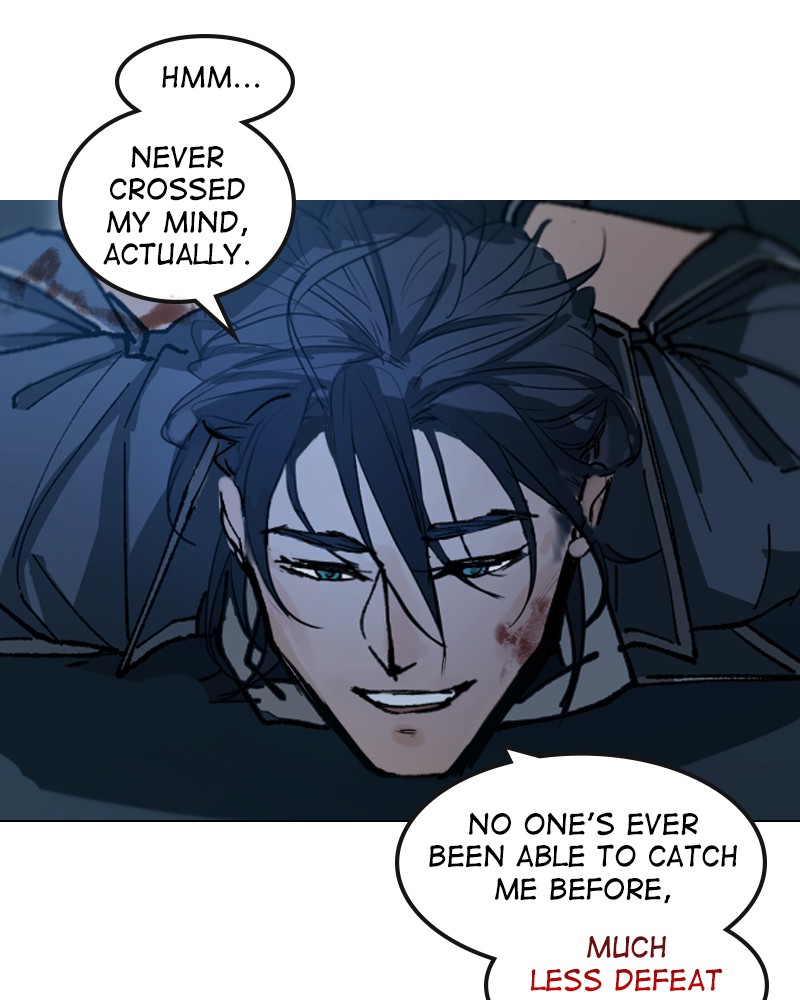 HMM...
NEVER
CROSSED
MY MIND,
ACTUALLY.
NO ONE'S EVER
BEEN ABLE TO CATCH
ME BEFORE,
MUCH
LESS DEFEAT